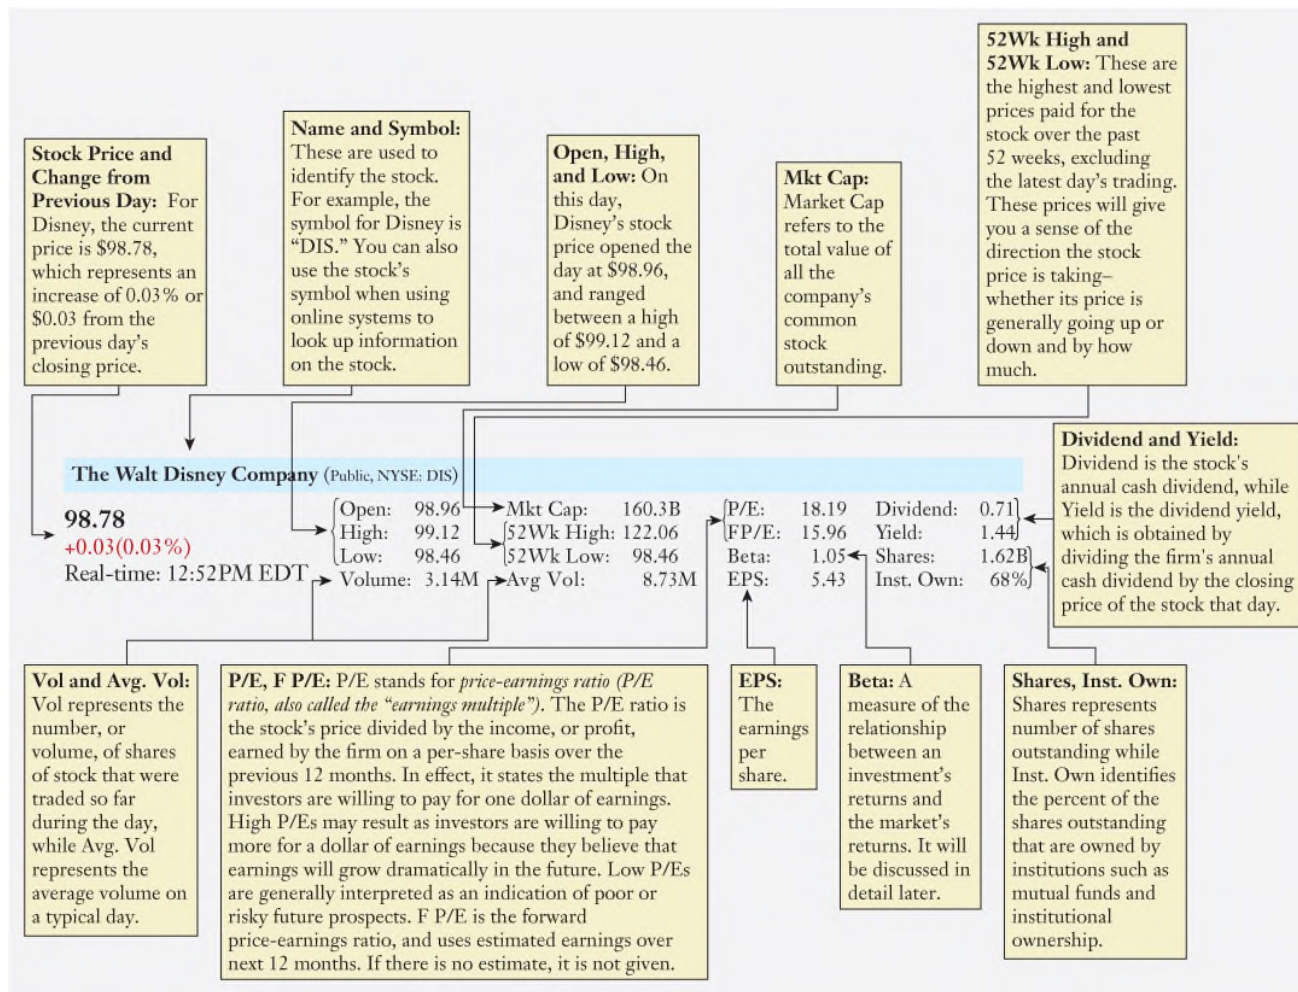 52Wk High and
52Wk Low: These are
the highest and lowest
prices paid for the
stock over the past
52 weeks, excluding
the latest day's trading.
These prices will give
you a sense of the
direction the stock
price is taking–
whether its price is
generally going up or
down and by how
much.
Name and Symbol:
These are used to
identify the stock.
For example, the
symbol for Disney is
“DIS.” You can also
use the stock's
symbol when using
online systems to
look up information
on the stock.
Stock Price and
Change from
Previous Day: For
Disney, the current
price is $98.78,
which represents an
increase of 0.03% or
$0.03 from the
previous day's
closing price.
Open, High,
and Low: On
this day,
Disney's stock
price opened the
day at $98.96,
and ranged
between a high
of $99.12 and a
low of $98.46.
Mkt Cap:
Market Cap
refers to the
total value of
all the
company's
common
stock
outstanding.
Dividend and Yield:
Dividend is the stock's
annual cash dividend, while
Yield is the dividend yield,
which is obtained by
dividing the firm's annual
cash dividend by the closing
price of the stock that day.
The Walt Disney Company (Public, NYSE: DIS)
98.78
+0.03(0.03%)
Real-time: 12:52PM EDT
Open: 98.96 Mkt Cap: 160.3B P/E: 18.19 Dividend: 0.71
High: 99.12 52Wk High: 122.06 FP/E: 15.96 Yield: 1.44
Low: 98.46 52Wk Low: 98.46 Beta: 1.05 Shares: 1.62B
Volume: 3.14M Avg Vol: 8.73M EPS: 5.43 Inst. Own: 68%
Vol and Avg. Vol:
Vol represents the
number, or
volume, of shares
of stock that were
traded so far
during the day,
while Avg. Vol
represents the
average volume on
a typical day.
P/E, F P/E: P/E stands for price-earnings ratio (P/E
ratio, also called the “earnings multiple”). The P/E ratio is
the stock's price divided by the income, or profit,
earned by the firm on a per-share basis over the
previous 12 months. In effect, it states the multiple that
investors are willing to pay for one dollar of earnings.
High P/Es may result as investors are willing to pay
more for a dollar of earnings because they believe that
earnings will grow dramatically in the future. Low P/Es
are generally interpreted as an indication of poor or
risky future prospects. F P/E is the forward
price-earnings ratio, and uses estimated earnings over
next 12 months. If there is no estimate, it is not given.
EPS:
The
earnings
per
share.
Beta: A
measure of the
relationship
between an
investment's
returns and
the market's
returns. It will
be discussed in
detail later.
Shares, Inst. Own:
Shares represents
number of shares
outstanding while
Inst. Own identifies
the percent of the
shares outstanding
that are owned by
institutions such as
mutual funds and
institutional
ownership.